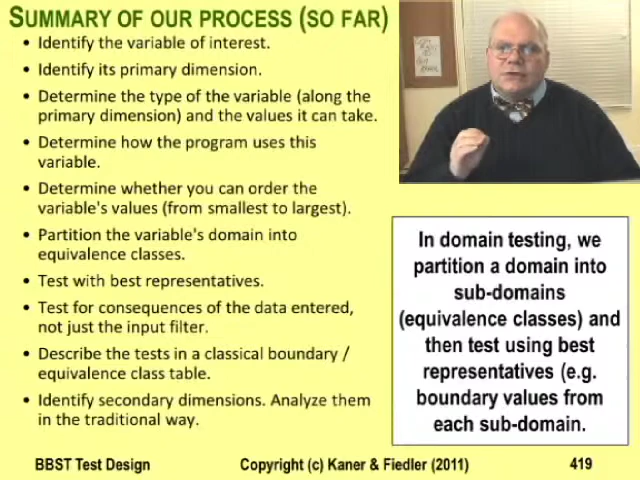 SUMMARY OF OUR PROCESS (SO FAR)
• Identify the variable of interest.
• Identify its primary dimension.
• Determine the type of the variable (along the
primary dimension) and the values it can take.
• Determine how the program uses this
variable.
• Determine whether you can order the
variable's values (from smallest to largest).
• Partition the variable's domain into
equivalence classes.
• Test with best representatives.
• Test for consequences of the data entered,
not just the input filter.
• Describe the tests in a classical boundary /
equivalence class table.
• Identify secondary dimensions. Analyze them
in the traditional way.
In domain testing, we
partition a domain into
sub-domains
(equivalence classes) and
then test using best
representatives (e.g.
boundary values from
each sub-domain.
BBST Test Design
Copyright (c) Kaner & Fiedler (2011)
419